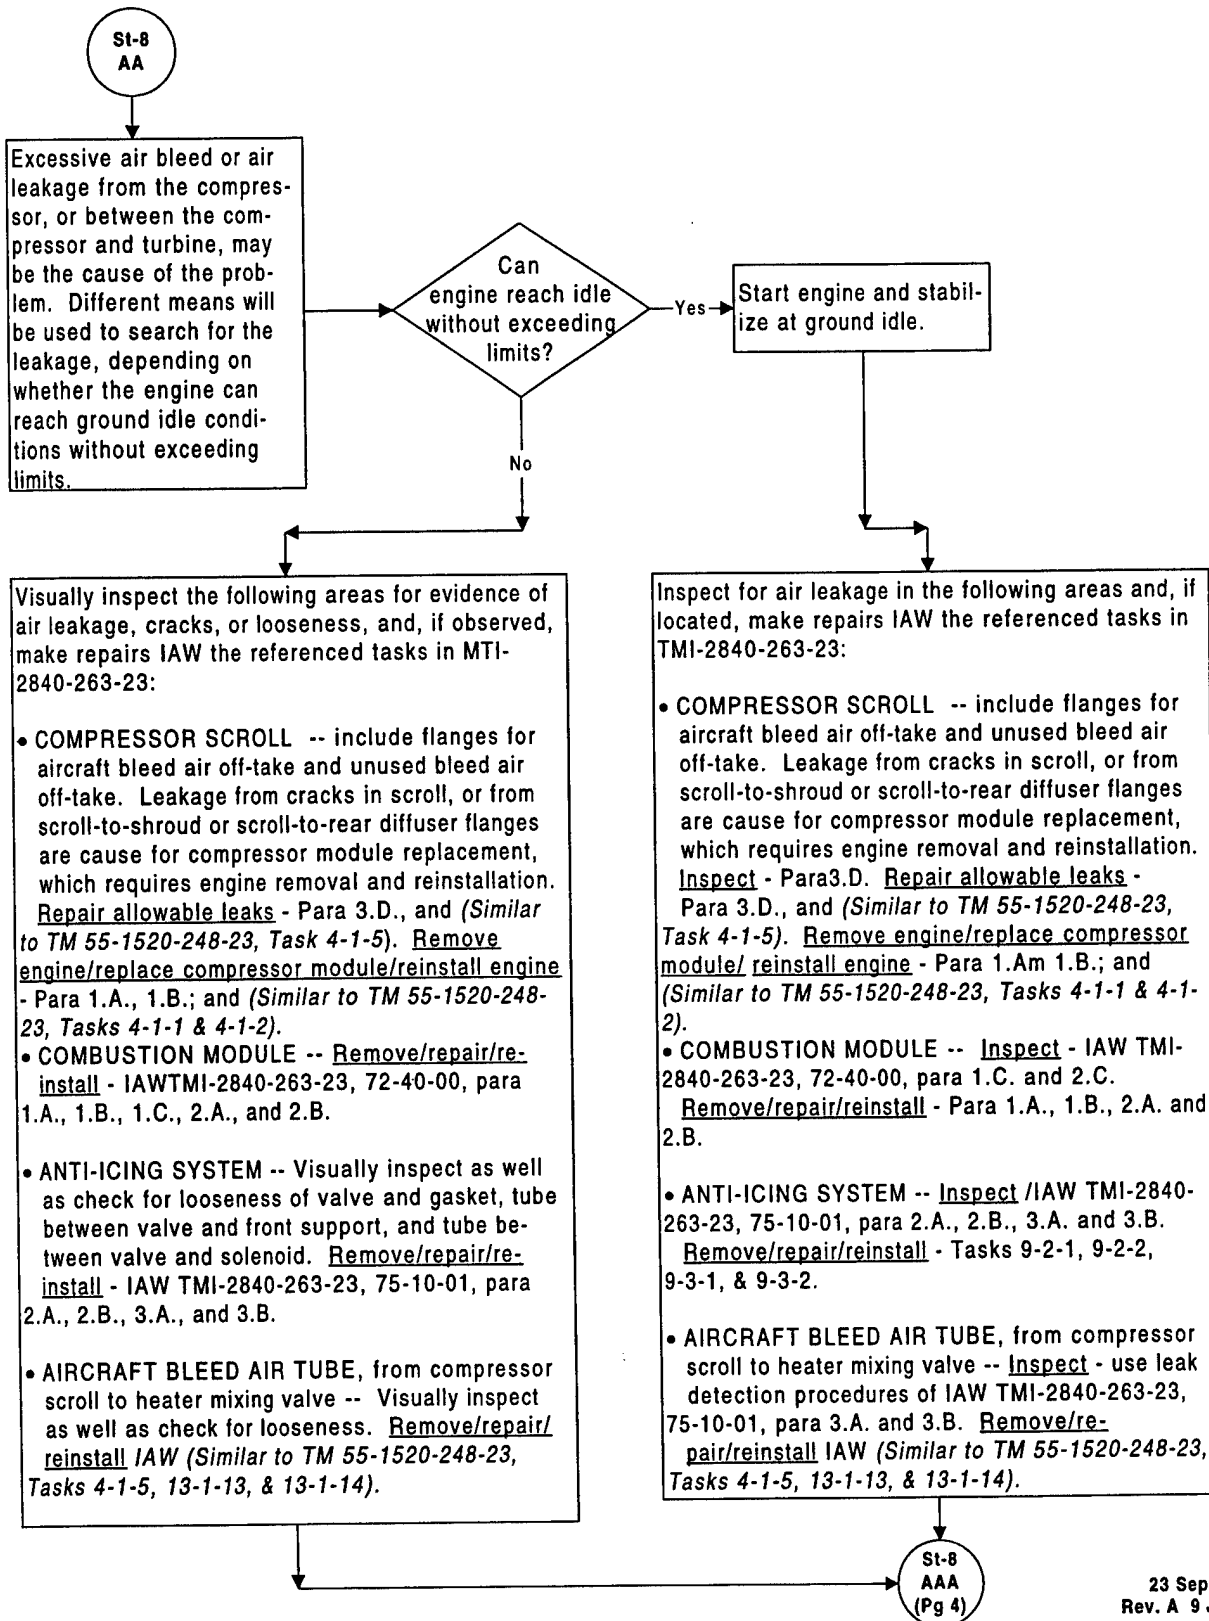 St-8
AA
Excessive air bleed or air
leakage from the compres-
sor, or between the com-
pressor and turbine, may
be the cause of the prob-
lem. Different means will
be used to search for the
leakage, depending on
whether the engine can
reach ground idle condi-
tions without exceeding
limits.
Can
engine reach idle
without exceeding
limits?
Yes
Start engine and stabil-
ize at ground idle.
No
Visually inspect the following areas for evidence of
air leakage, cracks, or looseness, and, if observed,
make repairs IAW the referenced tasks in MTI-
2840-263-23:
• COMPRESSOR SCROLL -- include flanges for
aircraft bleed air off-take and unused bleed air
off-take. Leakage from cracks in scroll, or from
scroll-to-shroud or scroll-to-rear diffuser flanges
are cause for compressor module replacement,
which requires engine removal and reinstallation.
Repair allowable leaks - Para 3.D., and (Similar
to TM 55-1520-248-23, Task 4-1-5). Remove
engine/replace compressor module/reinstall engine
- Para 1.A., 1.B.; and (Similar to TM 55-1520-248-
23, Tasks 4-1-1 & 4-1-2).
• COMBUSTION MODULE -- Remove/repair/re-
install - IAWTMI-2840-263-23, 72-40-00, para
1.A., 1.B., 1.C., 2.A., and 2.B.
• ANTI-ICING SYSTEM -- Visually inspect as well
as check for looseness of valve and gasket, tube
between valve and front support, and tube be-
tween valve and solenoid. Remove/repair/re-
install - IAW TMI-2840-263-23, 75-10-01, para
2.A., 2.B., 3.A., and 3.B.
• AIRCRAFT BLEED AIR TUBE, from compressor
scroll to heater mixing valve -- Visually inspect
as well as check for looseness. Remove/repair/
reinstall IAW (Similar to TM 55-1520-248-23,
Tasks 4-1-5, 13-1-13, & 13-1-14).
Inspect for air leakage in the following areas and, if
located, make repairs IAW the referenced tasks in
TMI-2840-263-23:
• COMPRESSOR SCROLL -- include flanges for
aircraft bleed air off-take and unused bleed air
off-take. Leakage from cracks in scroll, or from
scroll-to-shroud or scroll-to-rear diffuser flanges
are cause for compressor module replacement,
which requires engine removal and reinstallation.
Inspect - Para3.D. Repair allowable leaks -
Para 3.D., and (Similar to TM 55-1520-248-23,
Task 4-1-5). Remove engine/replace compressor
module/ reinstall engine - Para 1.Am 1.B.; and
(Similar to TM 55-1520-248-23, Tasks 4-1-1 & 4-1-
2).
• COMBUSTION MODULE -- Inspect - IAW TMI-
2840-263-23, 72-40-00, para 1.C. and 2.C.
Remove/repair/reinstall - Para 1.A., 1.B., 2.A. and
2.B.
• ANTI-ICING SYSTEM -- Inspect /IAW TMI-2840-
263-23, 75-10-01, para 2.A., 2.B., 3.A. and 3.B.
Remove/repair/reinstall - Tasks 9-2-1, 9-2-2,
9-3-1, & 9-3-2.
• AIRCRAFT BLEED AIR TUBE, from compressor
scroll to heater mixing valve -- Inspect - use leak
detection procedures of IAW TMI-2840-263-23,
75-10-01, para 3.A. and 3.B. Remove/re-
pair/reinstall IAW (Similar to TM 55-1520-248-23,
Tasks 4-1-5, 13-1-13, & 13-1-14).
St-8
AAA
(Pg 4)
23 Sep
Rev. A 9